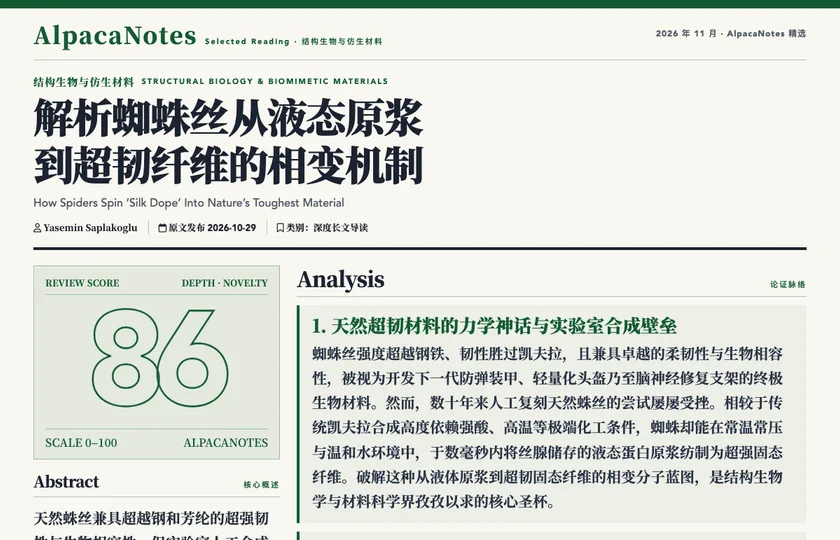 AlpacaNotes Selected Reading · 结构生物与仿生材料
2026 年 11 月 · AlpacaNotes 精选
结构生物与仿生材料 STRUCTURAL BIOLOGY & BIOMIMETIC MATERIALS
解析蜘蛛丝从液态原浆
到超韧纤维的相变机制
How Spiders Spin ‘Silk Dope’ Into Nature’s Toughest Material
Yasemin Saplakoglu 原文发布 2026-10-29 类别：深度长文导读
REVIEW SCORE DEPTH · NOVELTY
86
SCALE 0–100 ALPACANOTES
Abstract 核心概述
天然蛛丝兼具超越钢和芳纶的超强韧
Analysis 论证脉络
1. 天然超韧材料的力学神话与实验室合成壁垒
蜘蛛丝强度超越钢铁、韧性胜过凯夫拉，且兼具卓越的柔韧性与生物相容
性，被视为开发下一代防弹装甲、轻量化头盔乃至脑神经修复支架的终极
生物材料。然而，数十年来人工复刻天然蛛丝的尝试屡屡受挫。相较于传
统凯夫拉合成高度依赖强酸、高温等极端化工条件，蜘蛛却能在常温常压
与温和水环境中，于数毫秒内将丝腺储存的液态蛋白原浆纺制为超强固态
纤维。破解这种从液体原浆到超韧固态纤维的相变分子蓝图，是结构生物
学与材料科学界孜孜以求的核心圣杯。